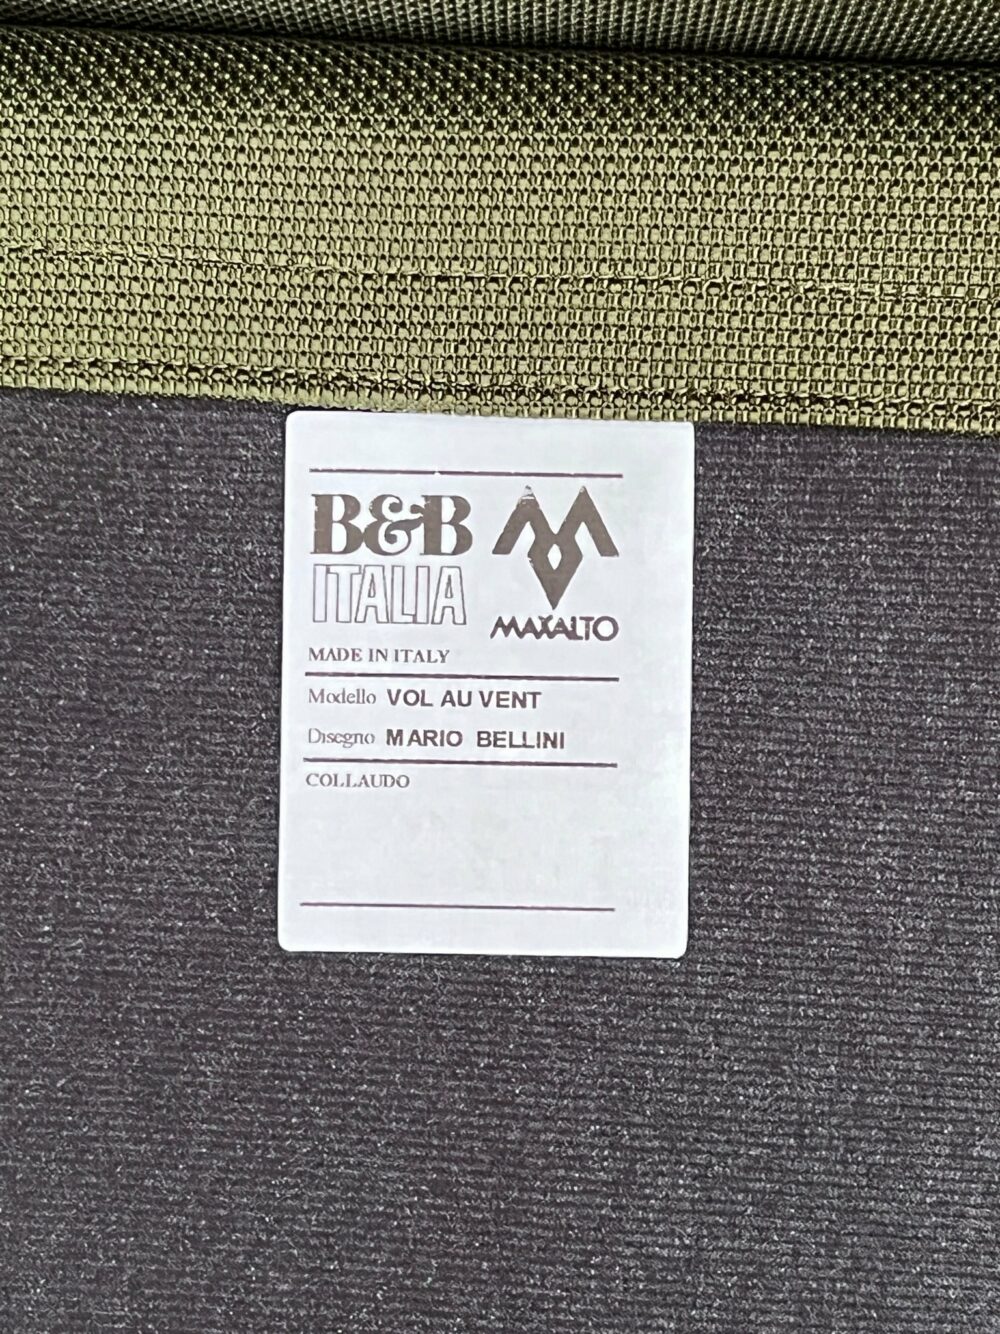 B&B
ITALIA
MAXALTO
MADE IN ITALY
Modello VOL AU VENT
Disegno MARIO BELLINI
COLLAUDO